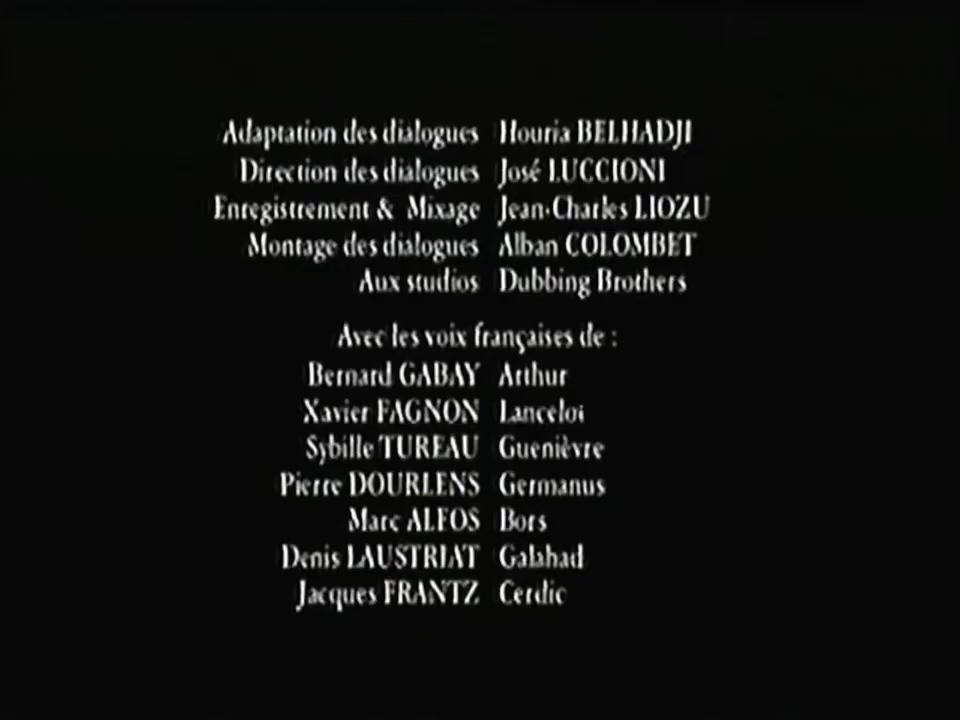 Adaptation des dialogues Houria BELHADJI
Direction des dialogues José LUCCIONI
Enregistrement & Mixage Jean-Charles LIOZU
Montage des dialogues Alban COLOMBET
Aux studios Dubbing Brothers
Avec les voix françaises de :
Bernard GABAY Arthur
Xavier FAGNON Lancelot
Sybille TUREAU Guenièvre
Pierre DOURLENS Germanus
Marc ALFOS Bors
Denis LAUSTRIAT Galahad
Jacques FRANTZ Cerdic